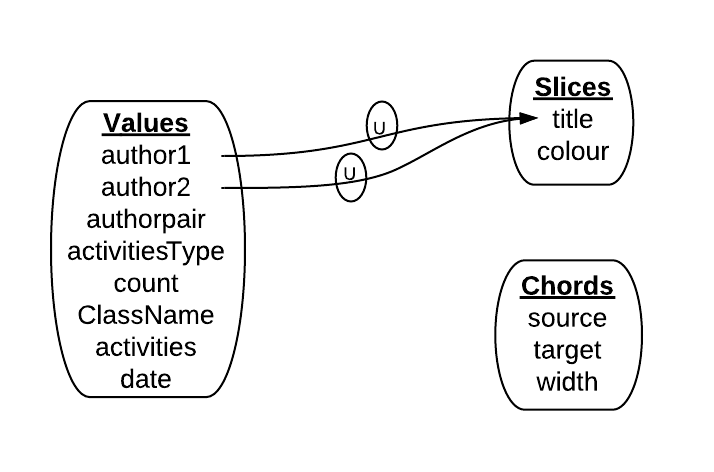 Values
author1
author2
authorpair
activitiesType
count
ClassName
activities
date
U
U
Slices
title
colour
Chords
source
target
width